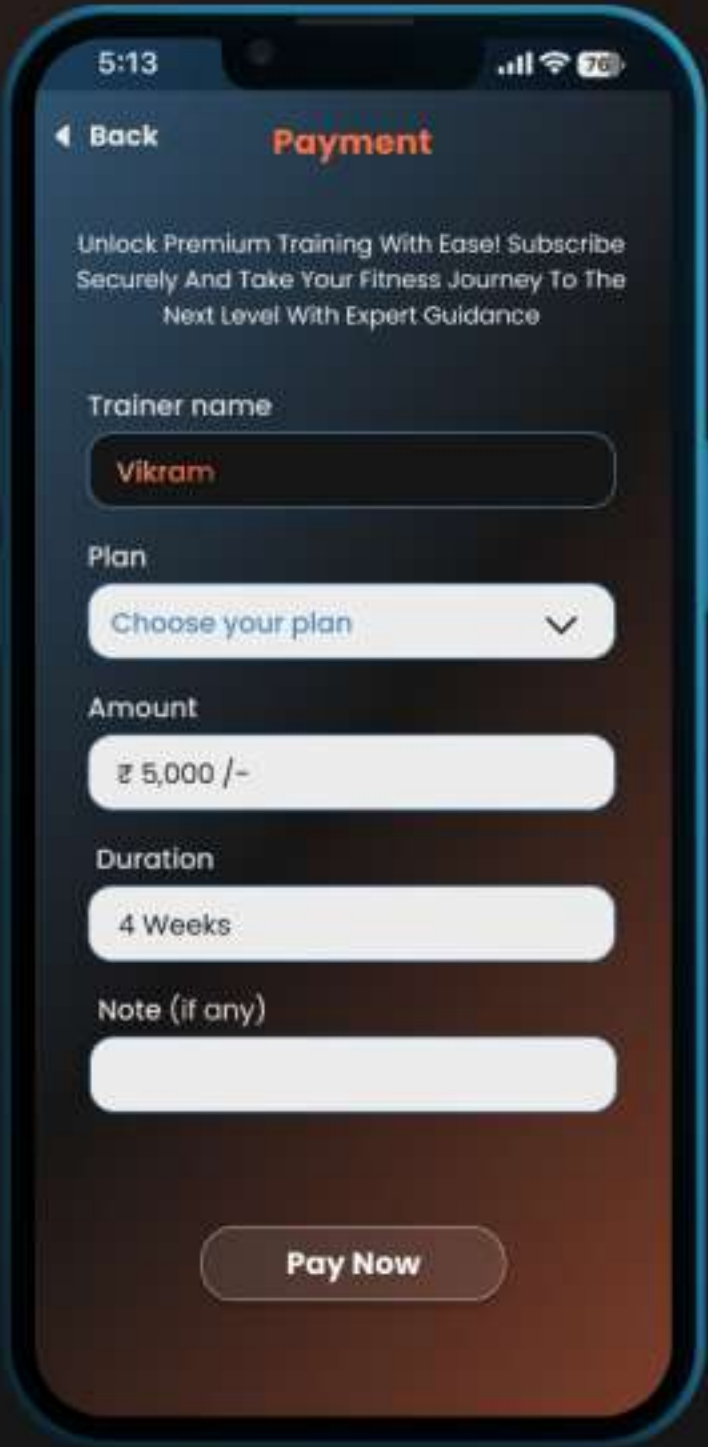 5:13
76
Back
Payment
Unlock Premium Training With Ease! Subscribe
Securely And Take Your Fitness Journey To The
Next Level With Expert Guidance
Trainer name
Vikram
Plan
Choose your plan
Amount
₹ 5,000 /-
Duration
4 Weeks
Note (if any)
Pay Now